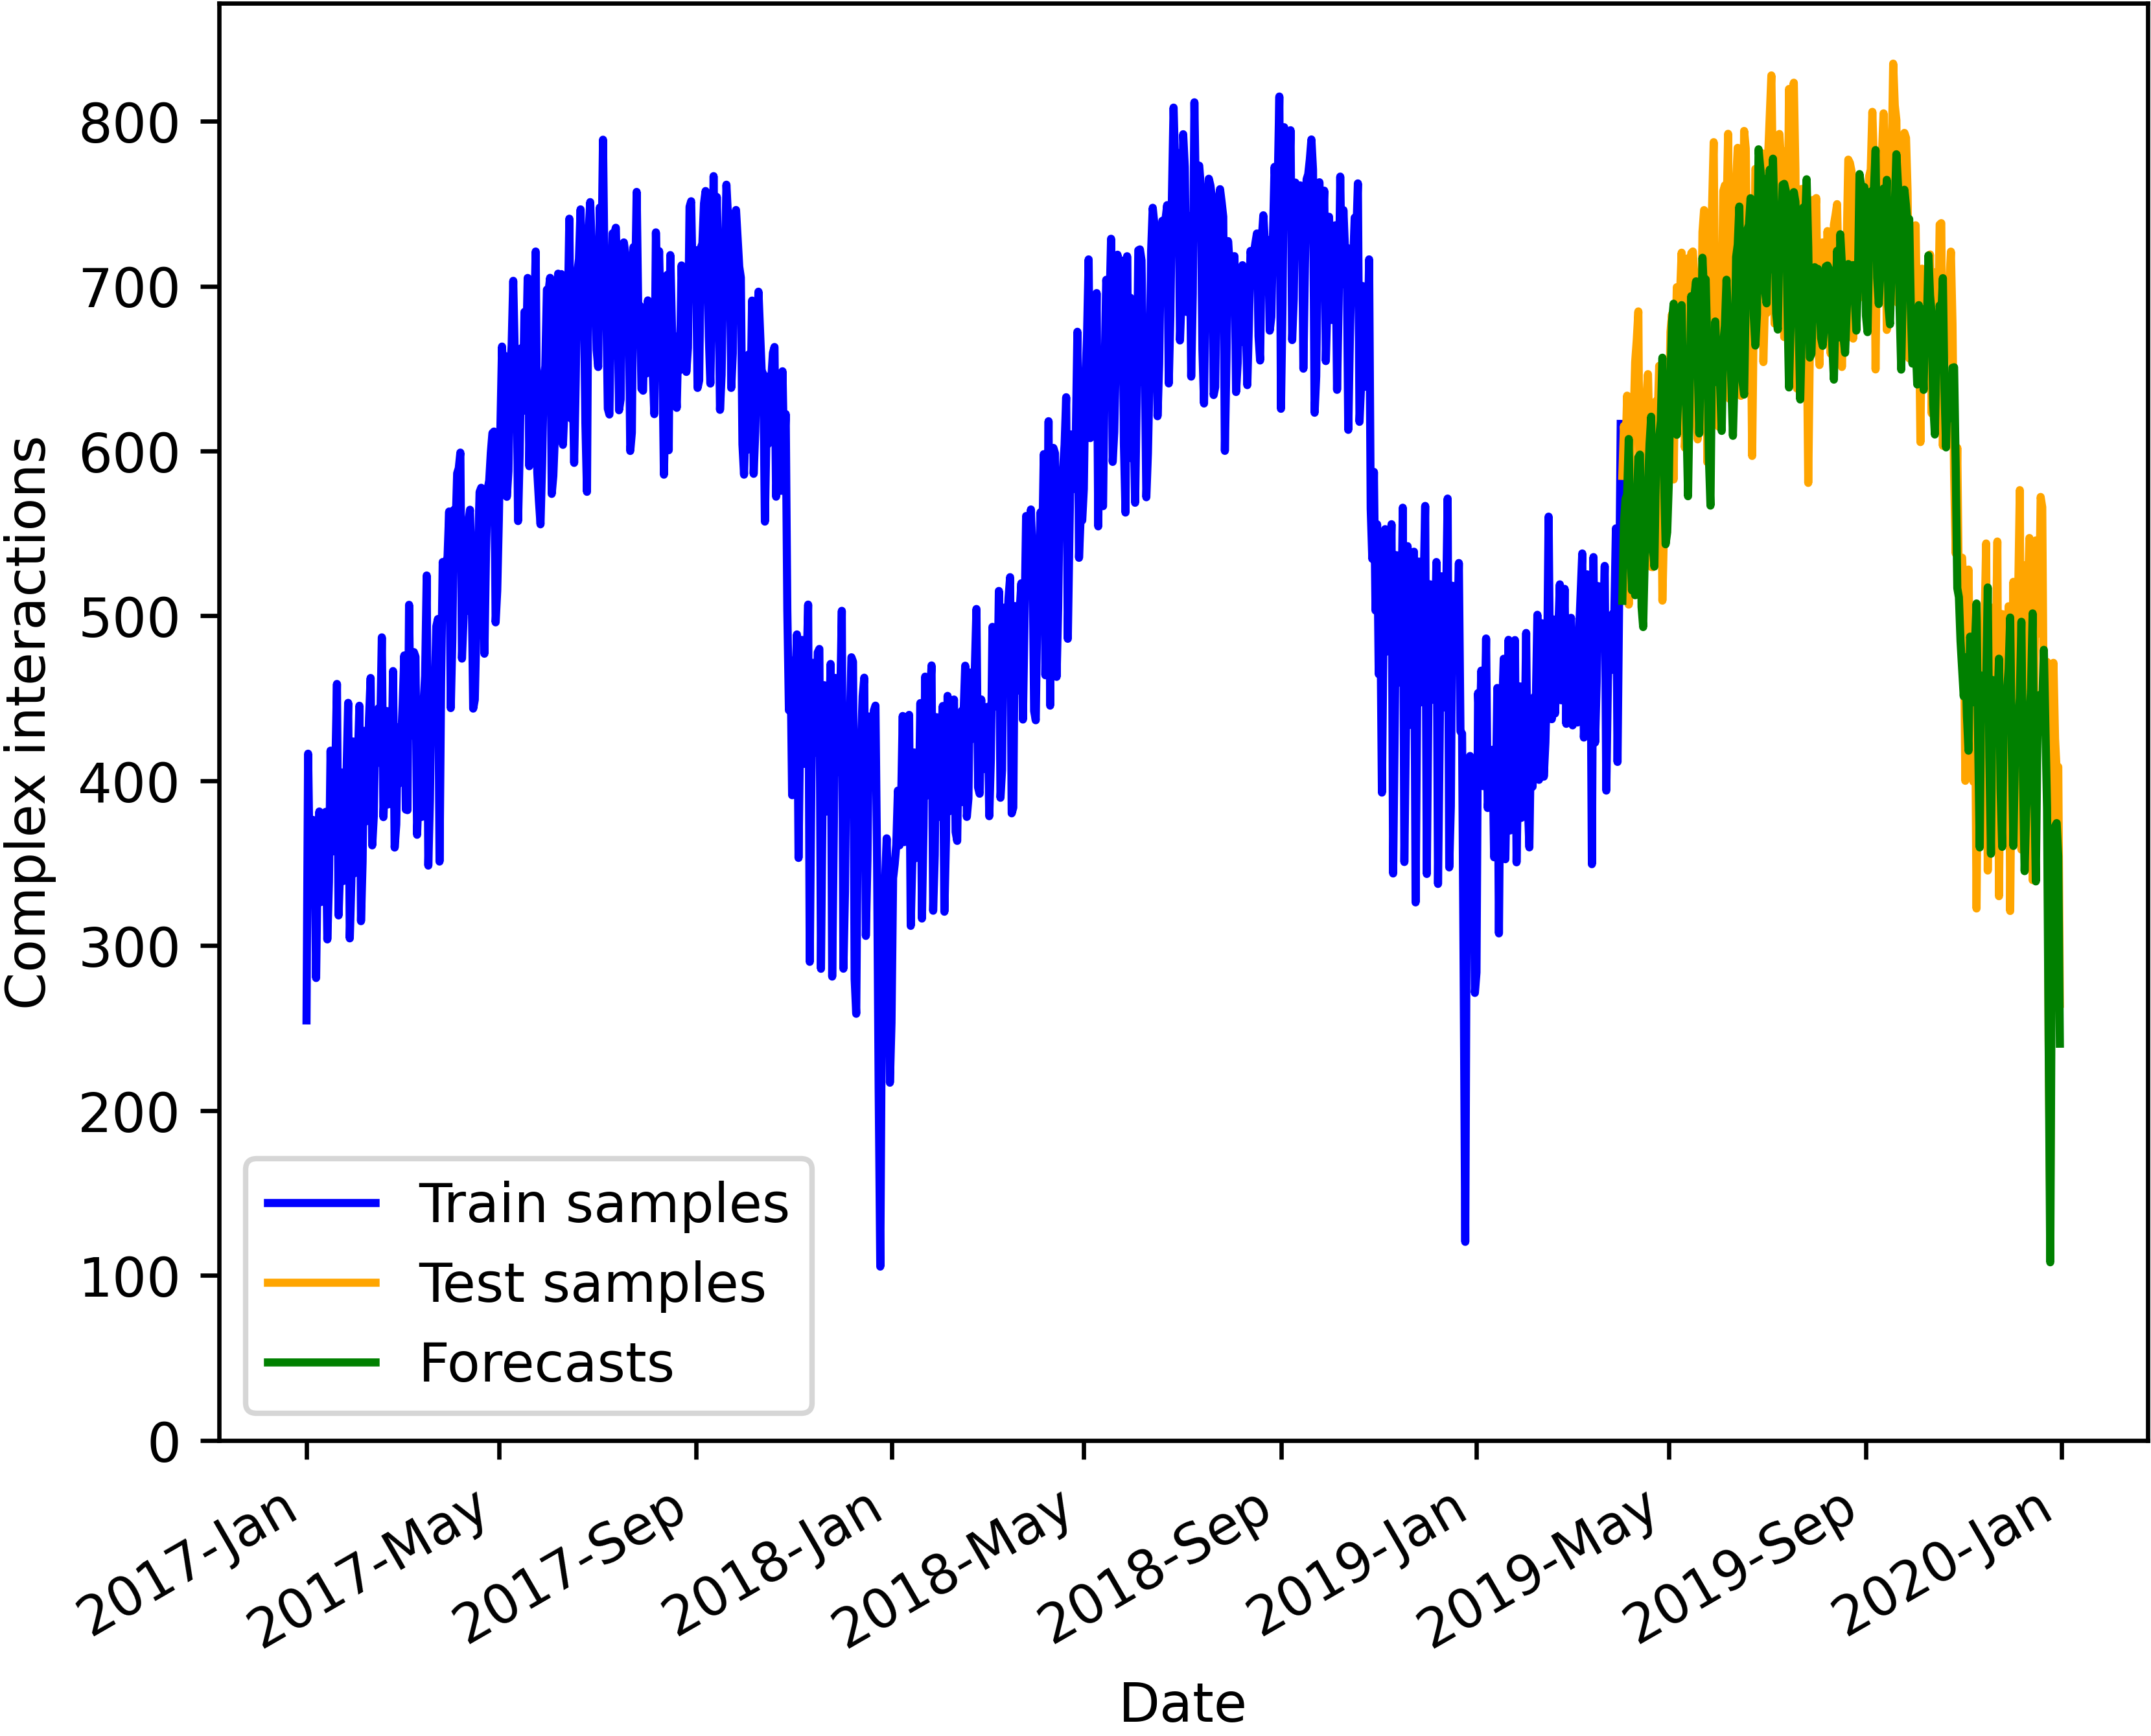 Complex interactions
800
700
600
500
400
300
200
100
0
Train samples
Test samples
Forecasts
2017-Jan
2017-May
2017-Sep
2018-Jan
2018-May
2018-Sep
2019-Jan
2019-May
2019-Sep
2020-Jan
Date